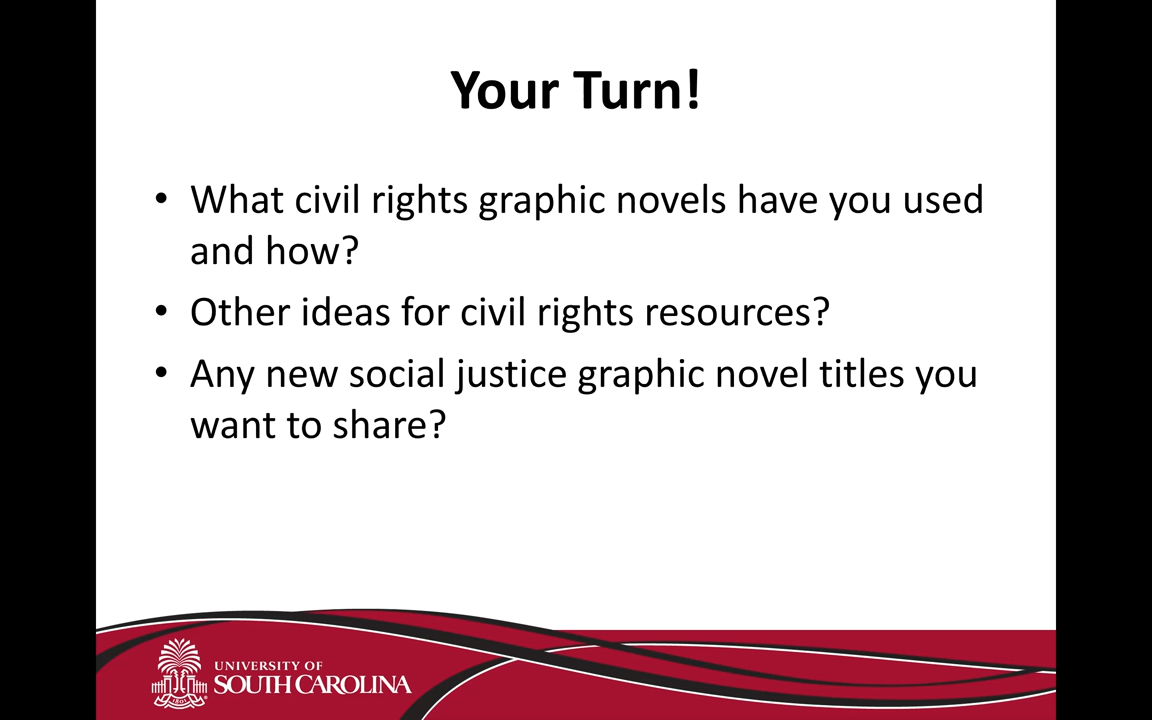 Your Turn!
• What civil rights graphic novels have you used
and how?
• Other ideas for civil rights resources?
• Any new social justice graphic novel titles you
want to share?
UNIVERSITY OF
SOUTH CAROLINA